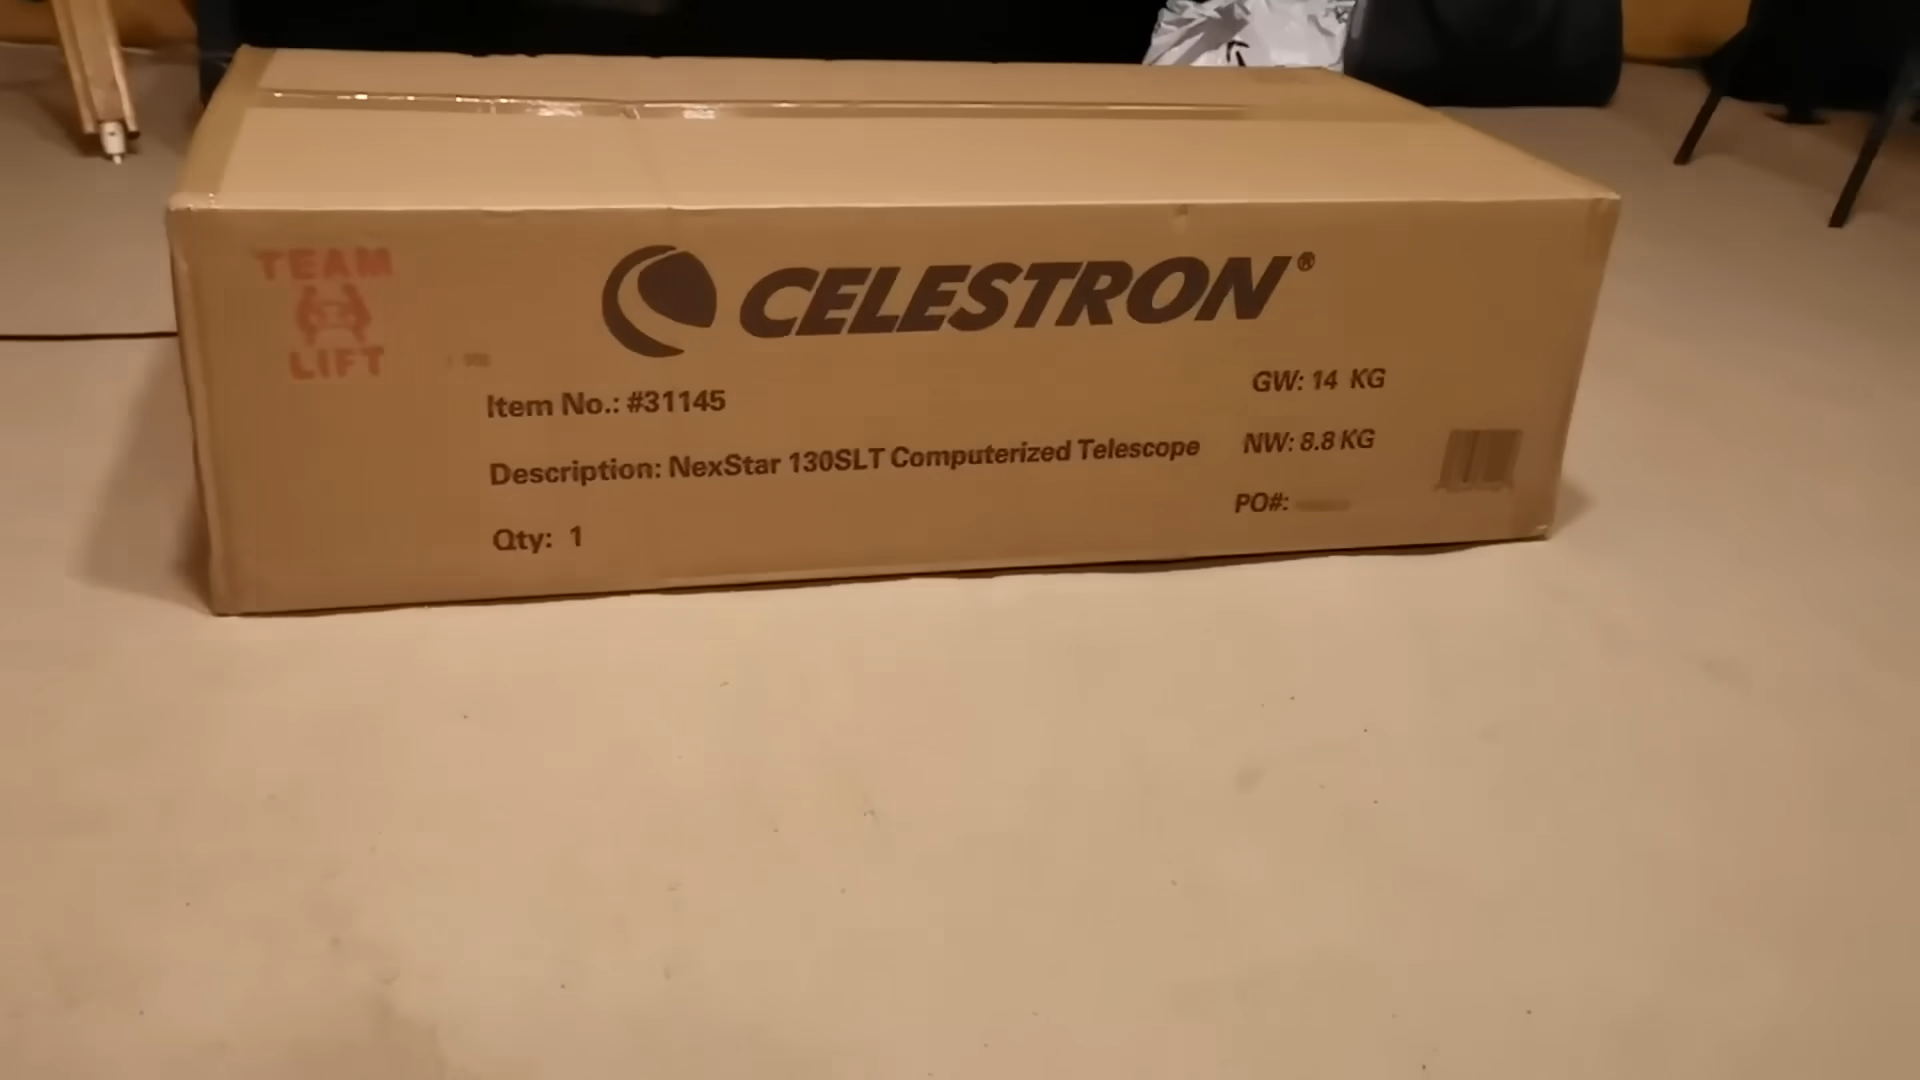 TEAM
LIFT
CELESTRON®
Item No.: #31145
Description: NexStar 130SLT Computerized Telescope
Qty: 1
GW: 14 KG
NW: 8.8 KG
PO#: